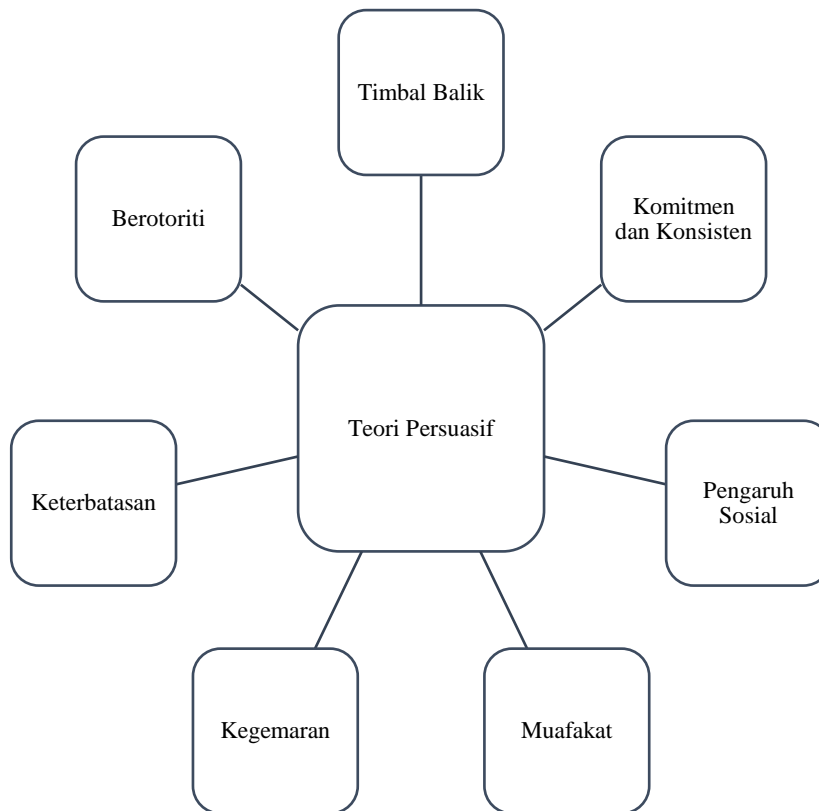 Timbal Balik
Komitmen
dan Konsisten
Pengaruh
Sosial
Muafakat
Kegemaran
Keterbatasan
Berotoriti
Teori Persuasif